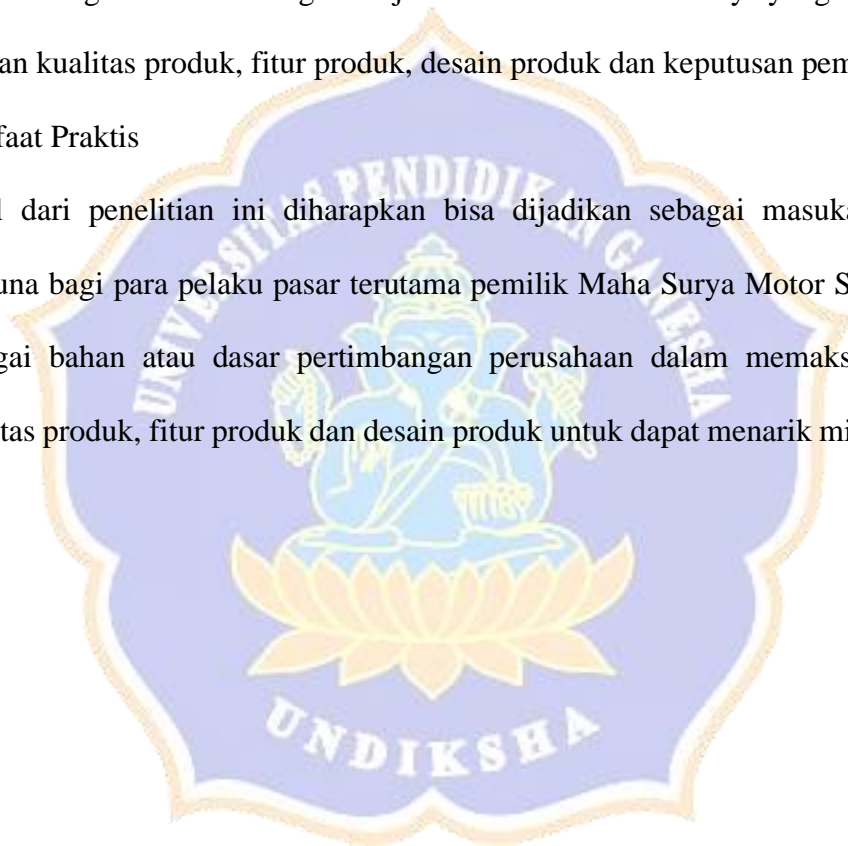 an kualitas produk, fitur produk, desain produk dan keputusan pem
faat Praktis
l dari penelitian ini diharapkan bisa dijadikan sebagai masuka
una bagi para pelaku pasar terutama pemilik Maha Surya Motor S
gai bahan atau dasar pertimbangan perusahaan dalam memaks
tas produk, fitur produk dan desain produk untuk dapat menarik mi
UNIVERSITAS PENDIDIKAN GANESHA
UNDIKSHA